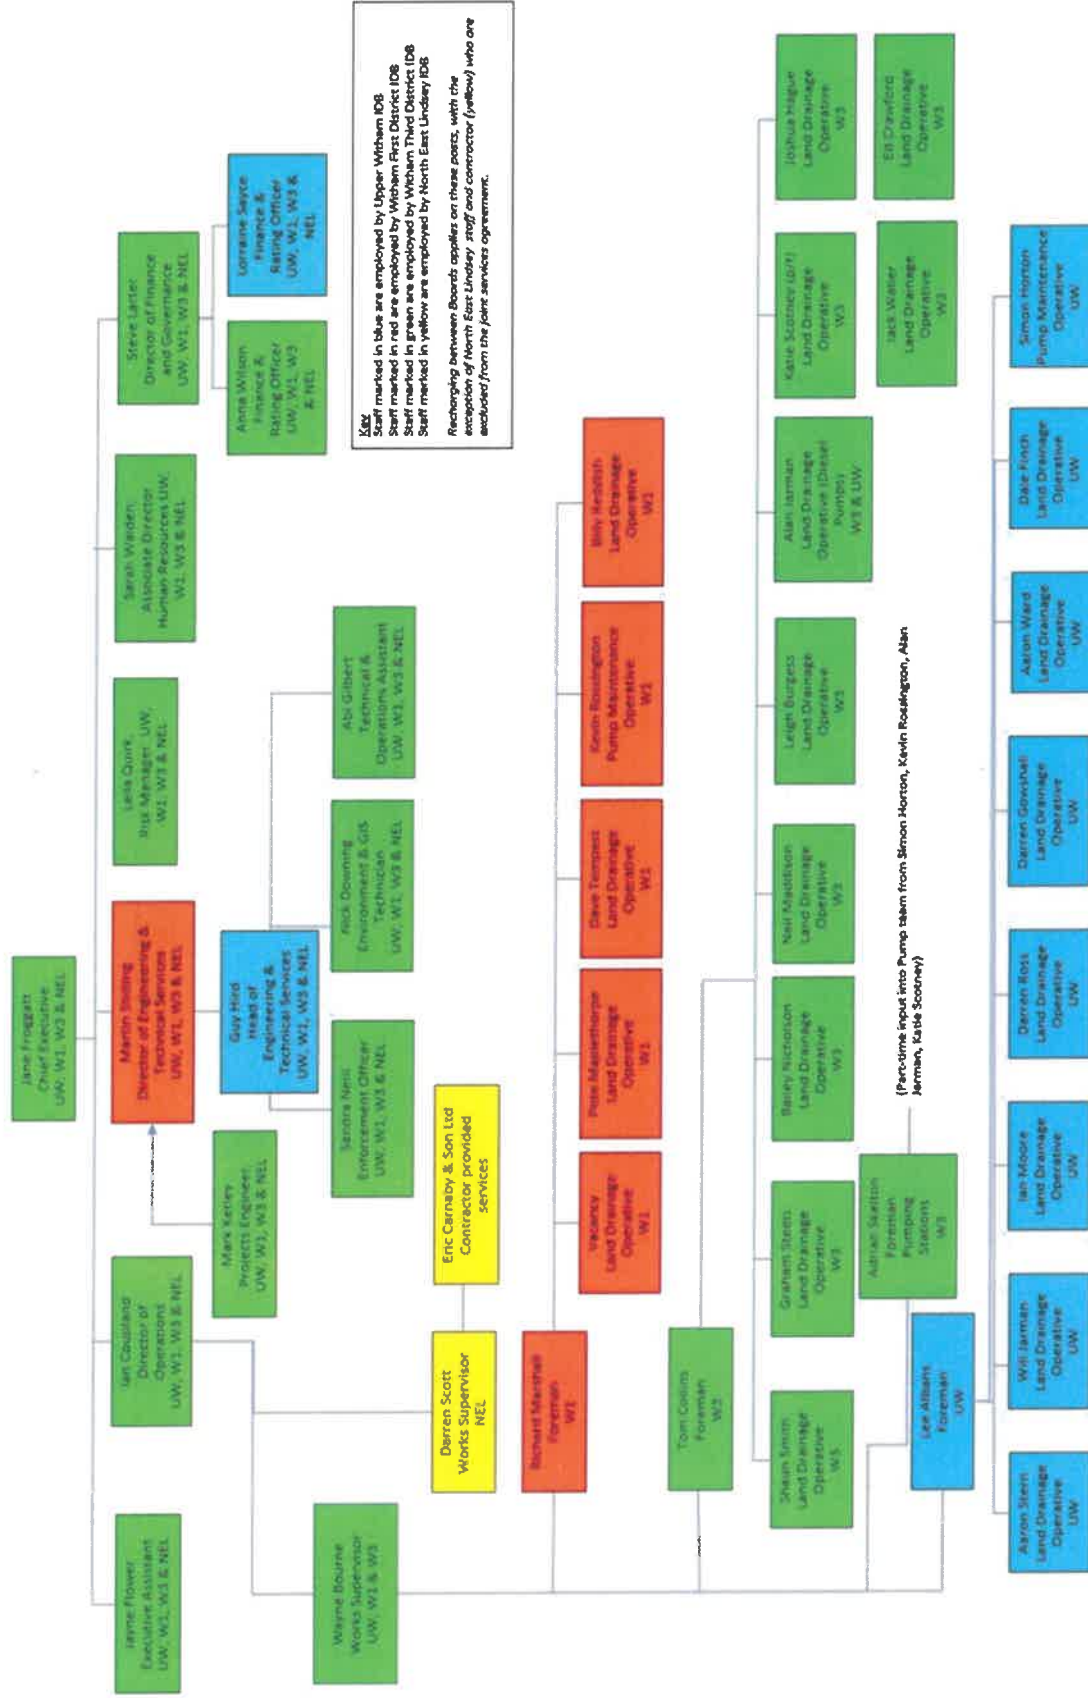 Jane Froggatt
Chief Executive
UW, W1, W3 & NEL
Jayne Flower
Executive Assistant
UW, W1, W3 & NEL
Ian Cousland
Director of
Operations
UW, W1, W3 & NEL
Martin Shilling
Director of Engineering &
Technical Services
UW, W1, W3 & NEL
Leila Quirk
Risk Manager UW,
W1, W3 & NEL
Sarah Walden
Associate Director
Human Resources UW,
W1, W3 & NEL
Steve Larter
Director of Finance
and Governance
UW, W1, W3 & NEL
Mark Ketley
Projects Engineer
UW, W1, W3 & NEL
Guy Hird
Head of
Engineering &
Technical Services
UW, W1, W3 & NEL
Anna Wilson
Finance &
Rating Officer
UW, W1, W3
& NEL
Lorraine Sayce
Finance &
Rating Officer
UW, W1, W3 &
NEL
Wayne Bourne
Works Supervisor
UW, W1 & W3
Sandra Neill
Enforcement Officer
UW, W1, W3 & NEL
Nick Downing
Environment & GIS
Technician
UW, W1, W3 & NEL
Abi Gilbert
Technical &
Operations Assistant
UW, W1, W3 & NEL
Key
Staff marked in blue are employed by Upper Witham IDB
Staff marked in red are employed by Witham First District IDB
Staff marked in green are employed by Witham Third District IDB
Staff marked in yellow are employed by North East Lindsey IDB
Recharging between Boards applies on these posts, with the
exception of North East Lindsey staff and contractor (yellow) who are
excluded from the joint services agreement.
Darren Scott
Works Supervisor
NEL
Eric Carnaby & Son Ltd
Contractor provided
services
Richard Marshall
Foreman
W1
Vacancy
Land Drainage
Operative
W1
Pete Mablethorpe
Land Drainage
Operative
W1
Dave Tempest
Land Drainage
Operative
W1
Kevin Rossington
Pump Maintenance
Operative
W1
Billy Reddish
Land Drainage
Operative
W1
Tom Collins
Foreman
W3
Shaun Smith
Land Drainage
Operative
W3
Graham Steen
Land Drainage
Operative
W3
Bailey Nicholson
Land Drainage
Operative
W3
Neil Maddison
Land Drainage
Operative
W3
Leigh Burgess
Land Drainage
Operative
W3
Alan Jarman
Land Drainage
Operative (Diesel
Pumps)
W3 & UW
Katie Scotney (p/t)
Land Drainage
Operative
W3
Joshua Hague
Land Drainage
Operative
W3
Adrian Skelton
Foreman
Pumping
Stations
W3
(Part-time input into Pump team from Simon Horton, Kevin Rossington, Alan
Jarman, Katie Scotney)
Jack
Land Drainage
Operative
W3
Ed Crawford
Land Drainage
Operative
W3
Lee Albans
Foreman
UW
Aaron Stern
Land Drainage
Operative
UW
Will Jarman
Land Drainage
Operative
UW
Ian Moore
Land Drainage
Operative
UW
Darren Ross
Land Drainage
Operative
UW
Darren Gowshall
Land Drainage
Operative
UW
Aaron Ward
Land Drainage
Operative
UW
Dale Finch
Land Drainage
Operative
UW
Simon Horton
Pump Maintenance
Operative
UW